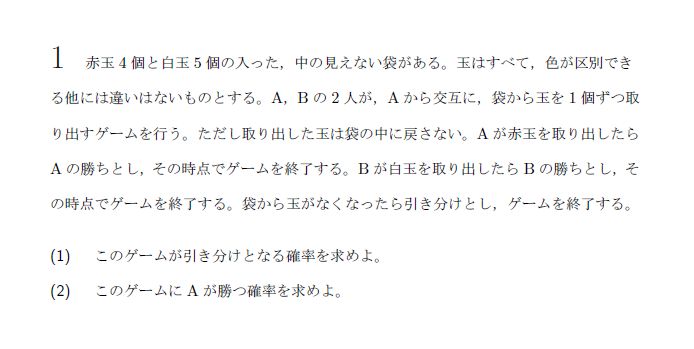 1 赤玉 4 個と白玉 5 個の入った，中の見えない袋がある。玉はすべて，色が区別でき
る他には違いはないものとする。A，B の 2 人が，A から交互に，袋から玉を 1 個ずつ取
り出すゲームを行う。ただし取り出した玉は袋の中に戻さない。A が赤玉を取り出したら
A の勝ちとし，その時点でゲームを終了する。B が白玉を取り出したら B の勝ちとし，そ
の時点でゲームを終了する。袋から玉がなくなったら引き分けとし，ゲームを終了する。
(1) このゲームが引き分けとなる確率を求めよ。
(2) このゲームに A が勝つ確率を求めよ。